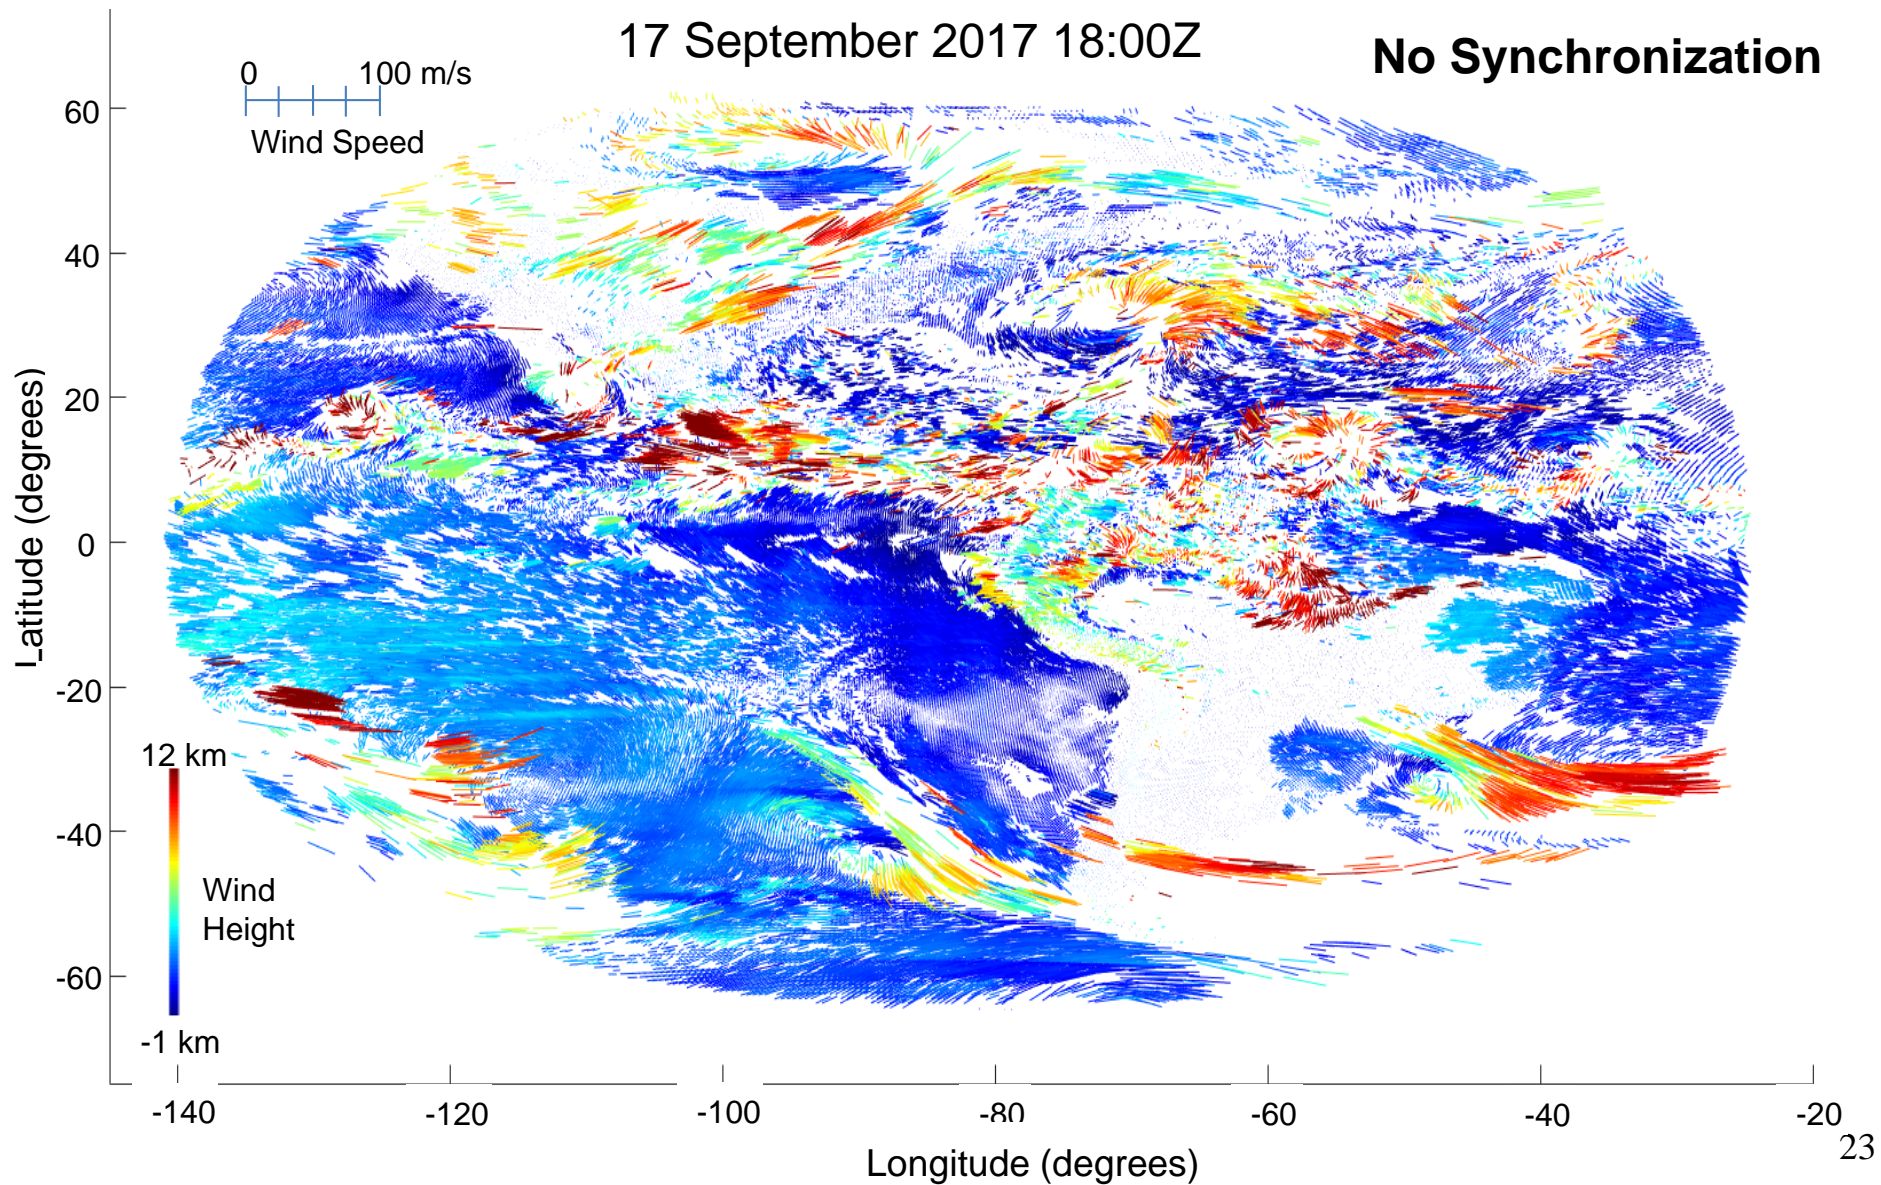 17 September 2017 18:00Z
No Synchronization
0 100 m/s
Wind Speed
60
40
20
0
-20
-40
-60
Latitude (degrees)
12 km
Wind
Height
-1 km
-140 -120 -100 -80 -60 -40 -20
Longitude (degrees)
23